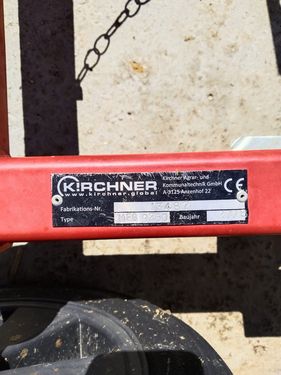 KIRCHNER
www.kirchner.global
Kirchner Agrar- und
Kommunaltechnik GmbH
A-3125 Anzenhof 22
CE
Fabrikations-Nr.
Type
Baujahr